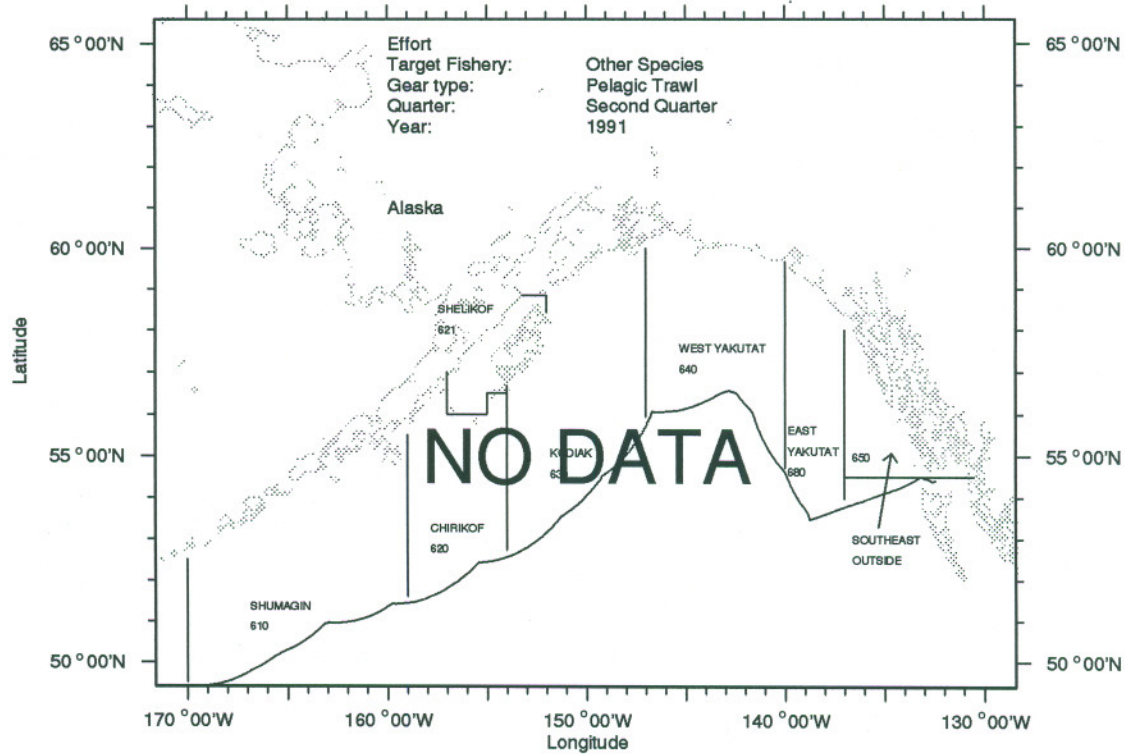 Effort
Target Fishery: Other Species
Gear type: Pelagic Trawl
Quarter: Second Quarter
Year: 1991
65°00'N 65°00'N
Alaska
60°00'N 60°00'N
SHELIKOF
621
Latitude
WEST YAKUTAT
640
NO DATA
KODIAK
EAST
YAKUTAT
680
650
55°00'N 55°00'N
CHIRIKOF
620
SOUTHEAST
OUTSIDE
SHUMAGIN
610
50°00'N 50°00'N
170°00'W 160°00'W 150°00'W 140°00'W 130°00'W
Longitude